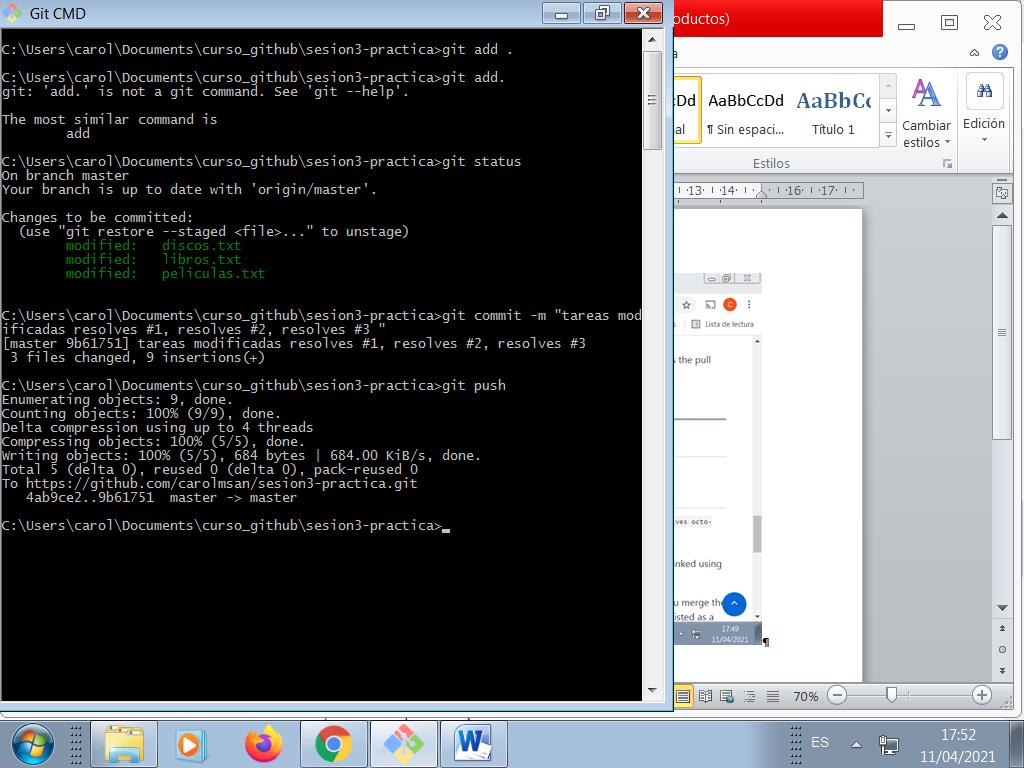 Git CMD
C:\Users\carol\Documents\curso_github\sesion3-practica>git add .
C:\Users\carol\Documents\curso_github\sesion3-practica>git add.
git: 'add.' is not a git command. See 'git --help'.
The most similar command is
add
C:\Users\carol\Documents\curso_github\sesion3-practica>git status
On branch master
Your branch is up to date with 'origin/master'.
Changes to be committed:
(use "git restore --staged <file>..." to unstage)
modified: discos.txt
modified: libros.txt
modified: peliculas.txt
C:\Users\carol\Documents\curso_github\sesion3-practica>git commit -m "tareas mod
ificadas resolves #1, resolves #2, resolves #3 "
[master 9b61751] tareas modificadas resolves #1, resolves #2, resolves #3
3 files changed, 9 insertions(+)
C:\Users\carol\Documents\curso_github\sesion3-practica>git push
Enumerating objects: 9, done.
Counting objects: 100% (9/9), done.
Delta compression using up to 4 threads
Compressing objects: 100% (5/5), done.
Writing objects: 100% (5/5), 684 bytes | 684.00 KiB/s, done.
Total 5 (delta 0), reused 0 (delta 0), pack-reused 0
To https://github.com/carolmsan/sesion3-practica.git
4ab9ce2..9b61751 master -> master
C:\Users\carol\Documents\curso_github\sesion3-practica>
oductos)
AaBbCcDd AaBbCc
¶ Sin espaci... Título 1
Cambiar
estilos
Edición
Estilos
·13· ·14· ·16· ·17·
C
Lista de lectura
s the pull
ves octo-
nked using
u merge the
isted as a
17:49
11/04/2021
¶
70%
ES
17:52
11/04/2021